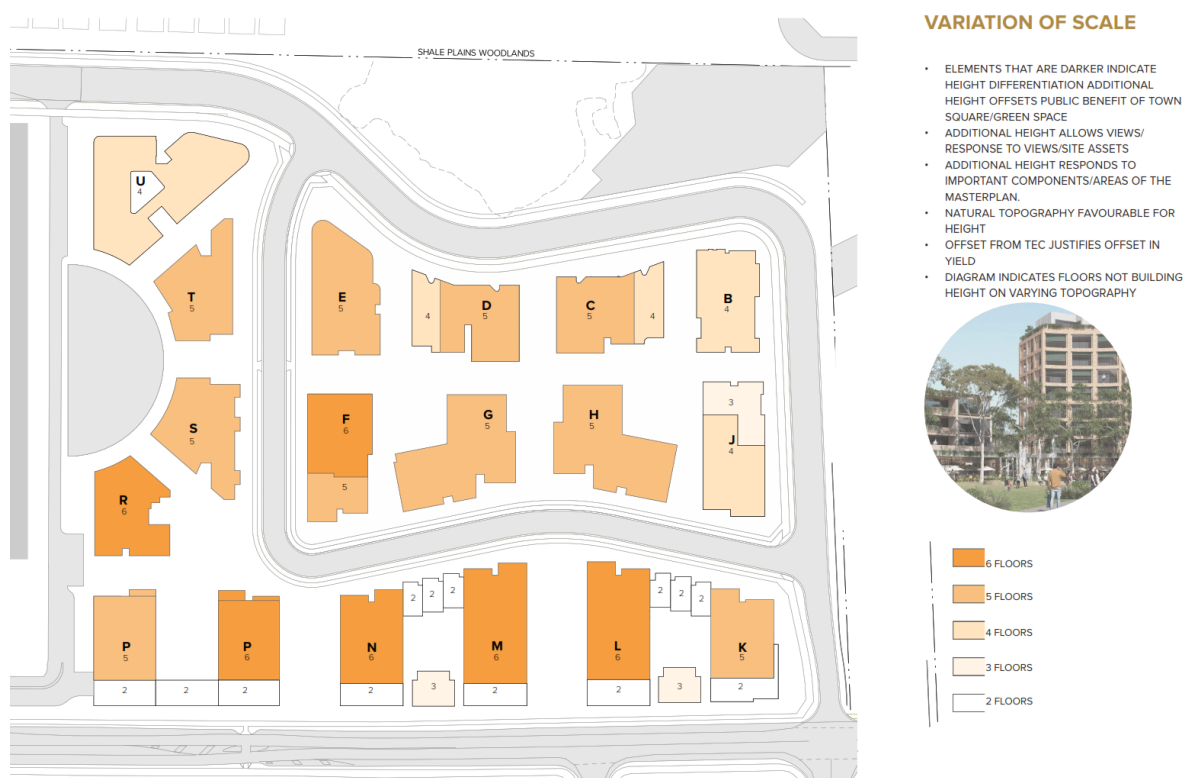 SHALE PLAINS WOODLANDS
U
4
T
5
S
5
R
6
E
5
4
D
5
C
5
4
B
4
F
6
5
G
5
H
5
3
J
4
P
5
P
6
2
2
2
N
6
2
2
2
2
3
M
6
2
L
6
2
2
2
2
3
K
5
2
VARIATION OF SCALE
• ELEMENTS THAT ARE DARKER INDICATE
HEIGHT DIFFERENTIATION ADDITIONAL
HEIGHT OFFSETS PUBLIC BENEFIT OF TOWN
SQUARE/GREEN SPACE
• ADDITIONAL HEIGHT ALLOWS VIEWS/
RESPONSE TO VIEWS/SITE ASSETS
• ADDITIONAL HEIGHT RESPONDS TO
IMPORTANT COMPONENTS/AREAS OF THE
MASTERPLAN.
• NATURAL TOPOGRAPHY FAVOURABLE FOR
HEIGHT
• OFFSET FROM TEC JUSTIFIES OFFSET IN
YIELD
• DIAGRAM INDICATES FLOORS NOT BUILDING
HEIGHT ON VARYING TOPOGRAPHY
6 FLOORS
5 FLOORS
4 FLOORS
3 FLOORS
2 FLOORS